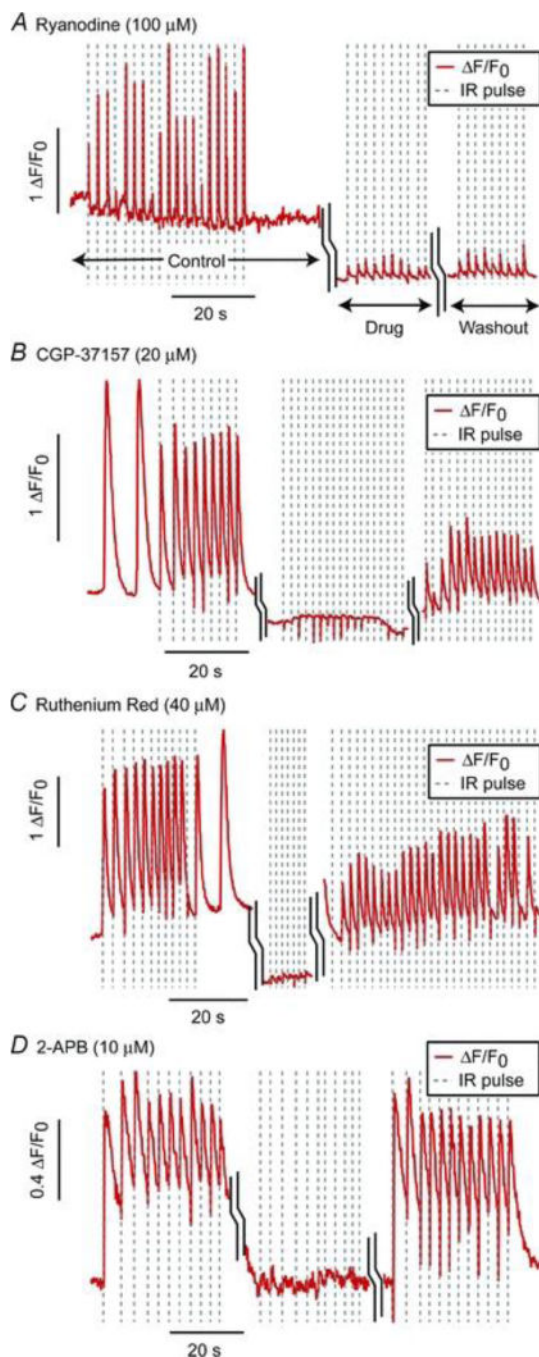 A Ryanodine (100 µM)
ΔF/F0
IR pulse
1 ΔF/F0
Control
20 s
Drug
Washout
B CGP-37157 (20 µM)
ΔF/F0
IR pulse
1 ΔF/F0
20 s
C Ruthenium Red (40 µM)
ΔF/F0
IR pulse
1 ΔF/F0
20 s
D 2-APB (10 µM)
ΔF/F0
IR pulse
0.4 ΔF/F0
20 s